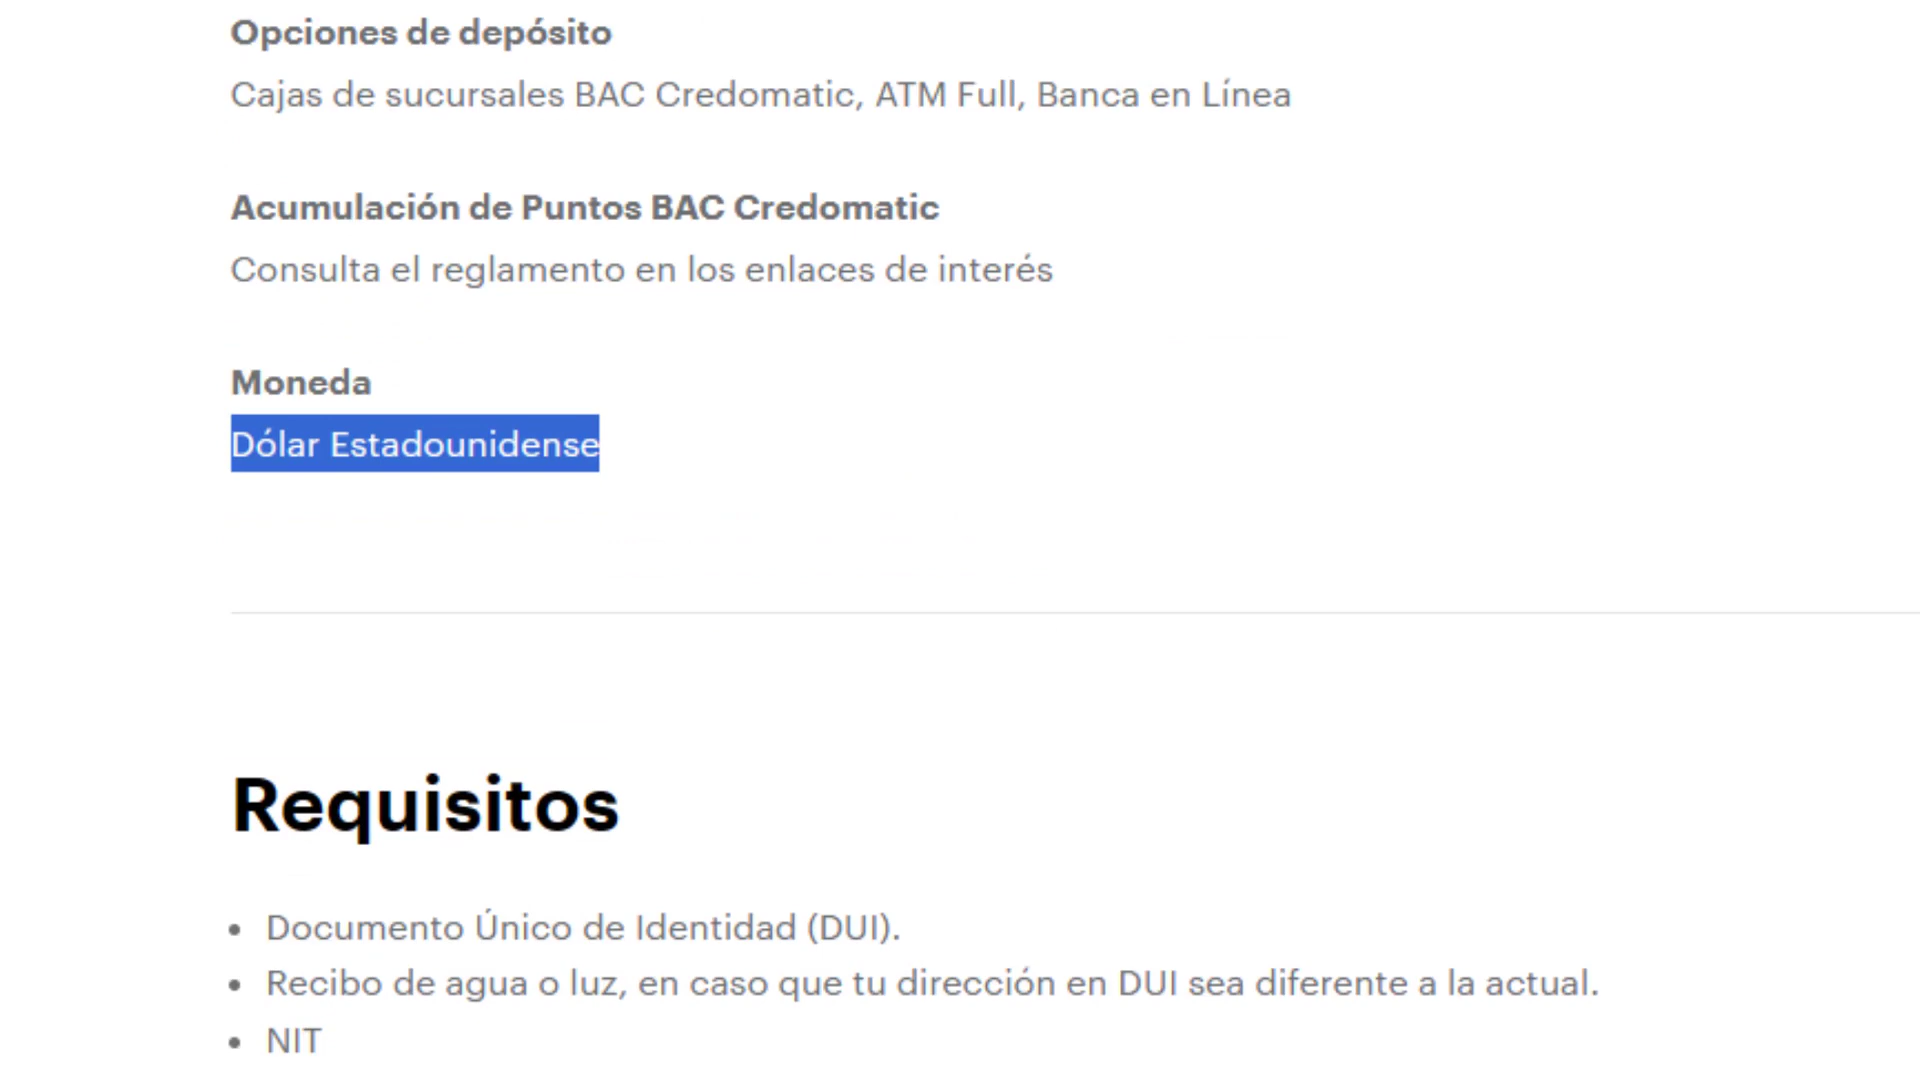 Opciones de depósito
Cajas de sucursales BAC Credomatic, ATM Full, Banca en Línea
Acumulación de Puntos BAC Credomatic
Consulta el reglamento en los enlaces de interés
Moneda
Dólar Estadounidense
Requisitos
• Documento Único de Identidad (DUI).
• Recibo de agua o luz, en caso que tu dirección en DUI sea diferente a la actual.
• NIT